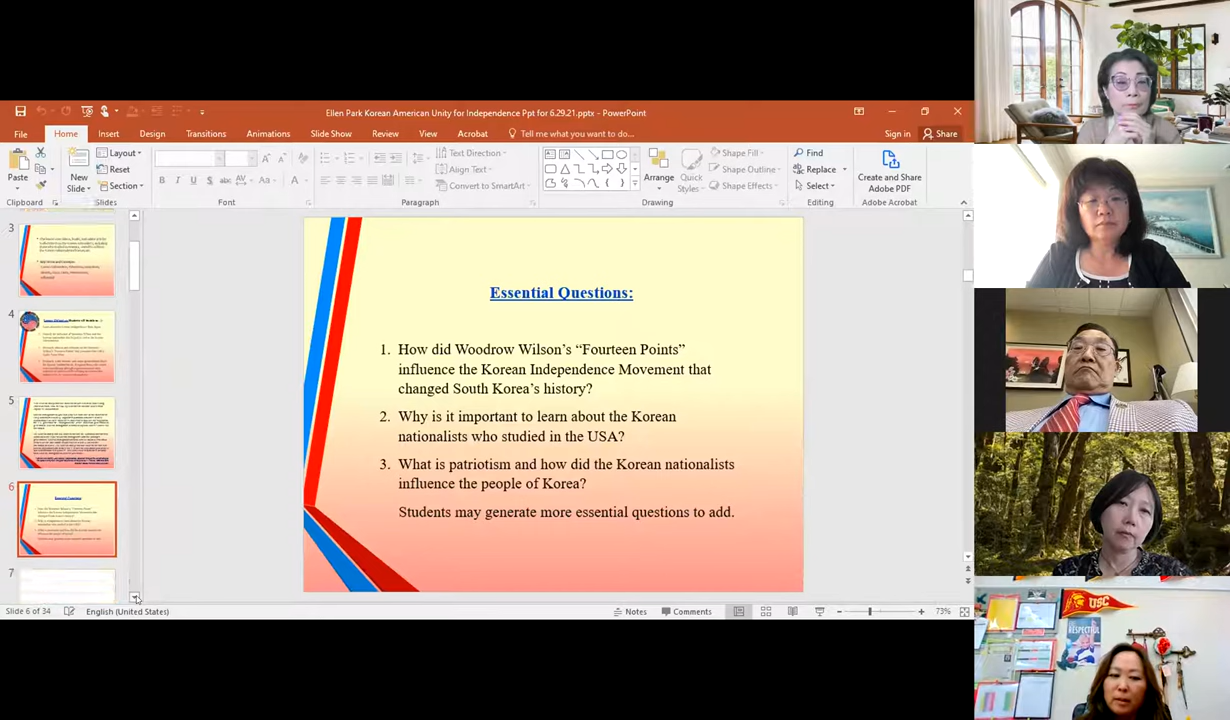 Ellen Park Korean American Unity for Independence Ppt for 6.29.21.pptx - PowerPoint
File Home Insert Design Transitions Animations Slide Show Review View Acrobat Tell me what you want to do... Sign in Share
Paste
New
Slide
Layout
Reset
Section
Text Direction
Align Text
Convert to SmartArt
Arrange
Quick
Styles
Shape Fill
Shape Outline
Shape Effects
Find
Replace
Select
Create and Share
Adobe PDF
Clipboard Slides Font Paragraph Drawing Editing Adobe Acrobat
3
4
5
6
7
Essential Questions:
1. How did Woodrow Wilson's “Fourteen Points”
influence the Korean Independence Movement that
changed South Korea's history?
2. Why is it important to learn about the Korean
nationalists who studied in the USA?
3. What is patriotism and how did the Korean nationalists
influence the people of Korea?
Students may generate more essential questions to add.
Slide 6 of 34 English (United States) Notes Comments 73%
USC
RESPECTFUL